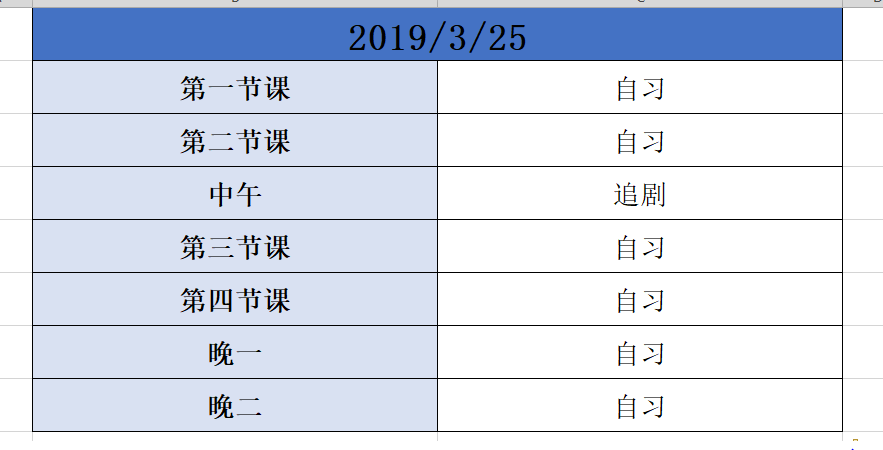 2019/3/25
第一节课 自习
第二节课 自习
中午 追剧
第三节课 自习
第四节课 自习
晚一 自习
晚二 自习